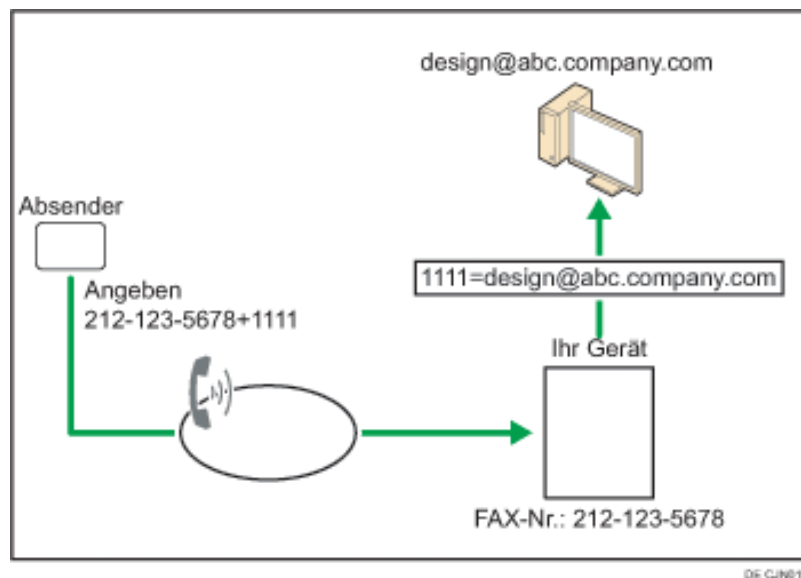 design@abc.company.com
Absender
Angeben
212-123-5678+1111
1111=design@abc.company.com
Ihr Gerät
FAX-Nr.: 212-123-5678